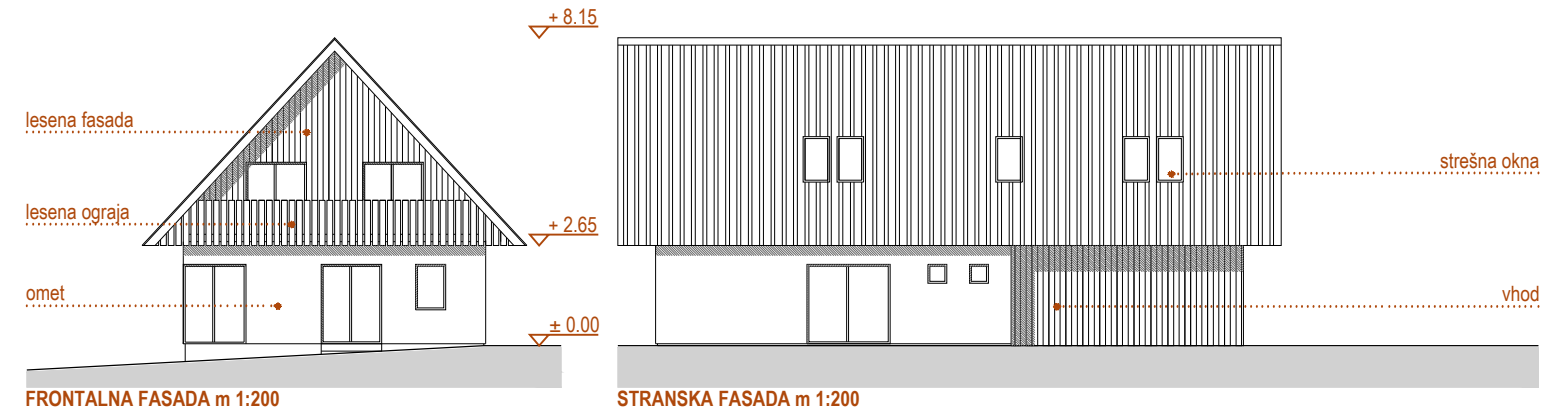 + 8.15
lesena fasada
strešna okna
lesena ograja
+ 2.65
omet
vhod
± 0.00
FRONTALNA FASADA m 1:200
STRANSKA FASADA m 1:200